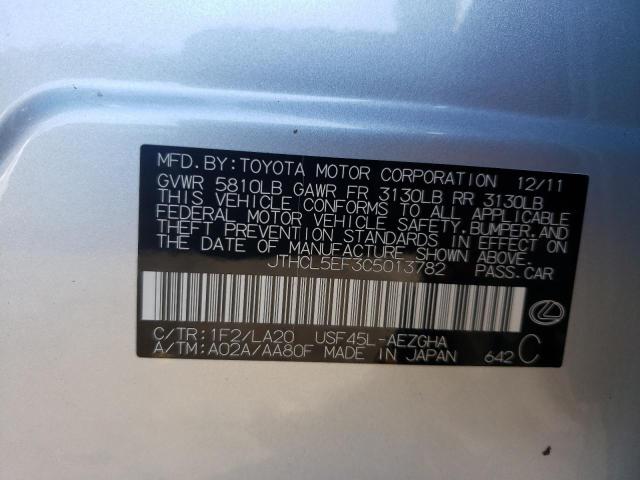 MFD. BY: TOYOTA MOTOR CORPORATION 12/11
GVWR 5810LB GAWR FR 3130LB RR 3130LB
THIS VEHICLE CONFORMS TO ALL APPLICABLE
FEDERAL MOTOR VEHICLE SAFETY, BUMPER, AND
THEFT PREVENTION STANDARDS IN EFFECT ON
THE DATE OF MANUFACTURE SHOWN ABOVE.
JTHCL5EF3C5013782 PASS.CAR
C/TR: 1F2/LA20 USF45L-AEZGHA
A/TM: A02A/AA80F MADE IN JAPAN 642 C